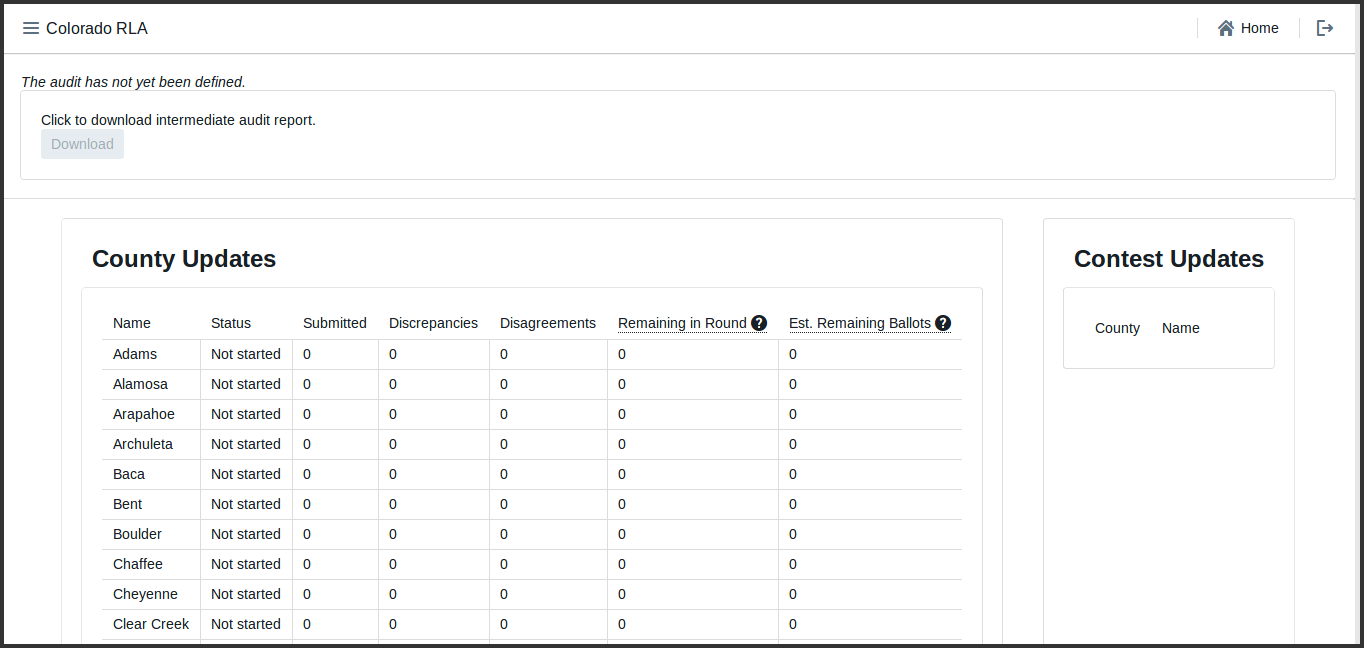 Colorado RLA Home
The audit has not yet been defined.
Click to download intermediate audit report.
Download
County Updates
Name Status Submitted Discrepancies Disagreements Remaining in Round ? Est. Remaining Ballots ?
Adams Not started 0 0 0 0 0
Alamosa Not started 0 0 0 0 0
Arapahoe Not started 0 0 0 0 0
Archuleta Not started 0 0 0 0 0
Baca Not started 0 0 0 0 0
Bent Not started 0 0 0 0 0
Boulder Not started 0 0 0 0 0
Chaffee Not started 0 0 0 0 0
Cheyenne Not started 0 0 0 0 0
Clear Creek Not started 0 0 0 0 0
Contest Updates
County Name